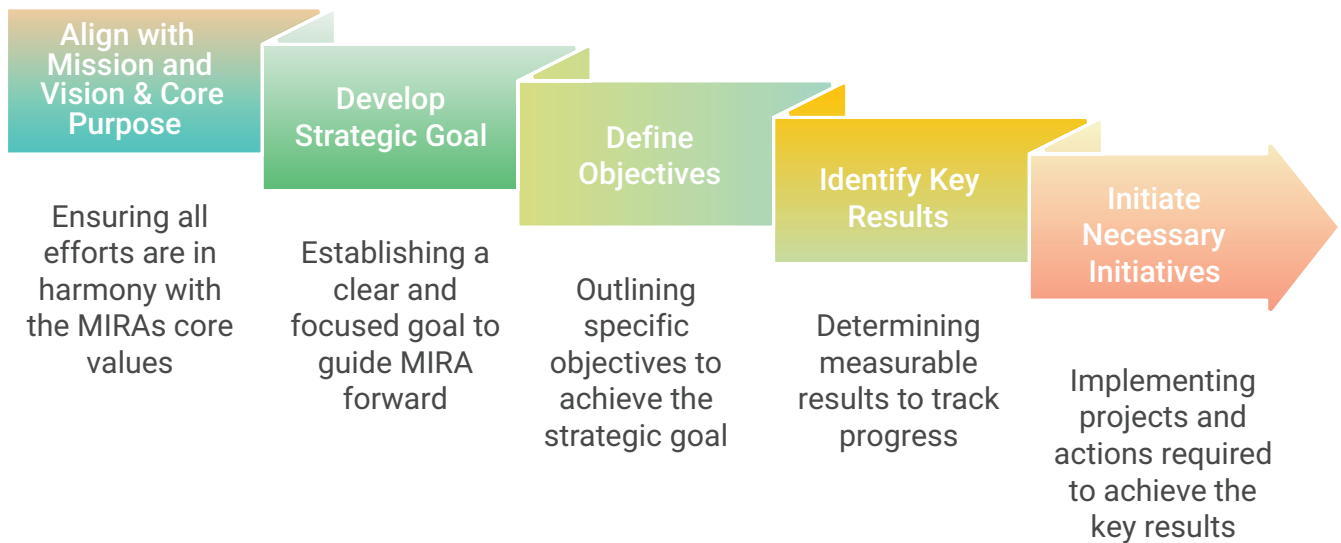 Align with
Mission and
Vision & Core
Purpose
Ensuring all
efforts are in
harmony with
the MIRAs core
values
Develop
Strategic Goal
Establishing a
clear and
focused goal to
guide MIRA
forward
Define
Objectives
Outlining
specific
objectives to
achieve the
strategic goal
Identify Key
Results
Determining
measurable
results to track
progress
Initiate
Necessary
Initiatives
Implementing
projects and
actions required
to achieve the
key results